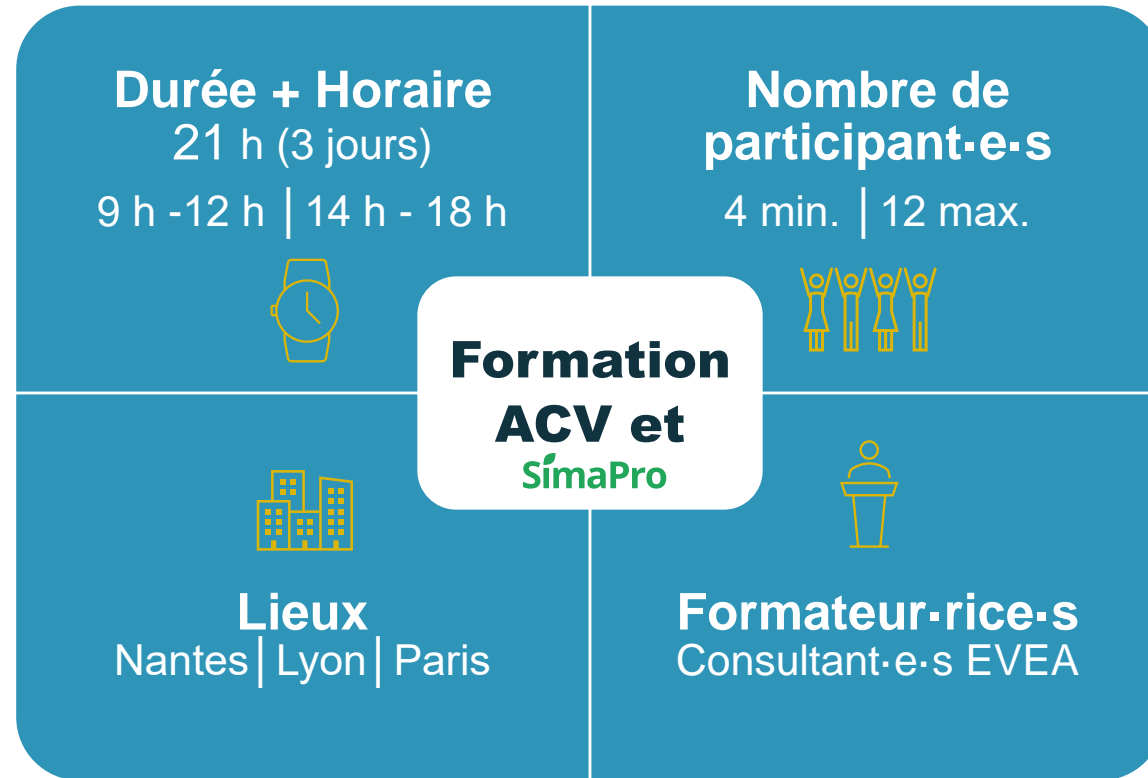 Durée + Horaire
21 h (3 jours)
9 h -12 h | 14 h - 18 h
Nombre de
participant·e·s
4 min. | 12 max.
Formation
ACV et
SimaPro
Lieux
Nantes | Lyon | Paris
Formateur·rice·s
Consultant·e·s EVEA